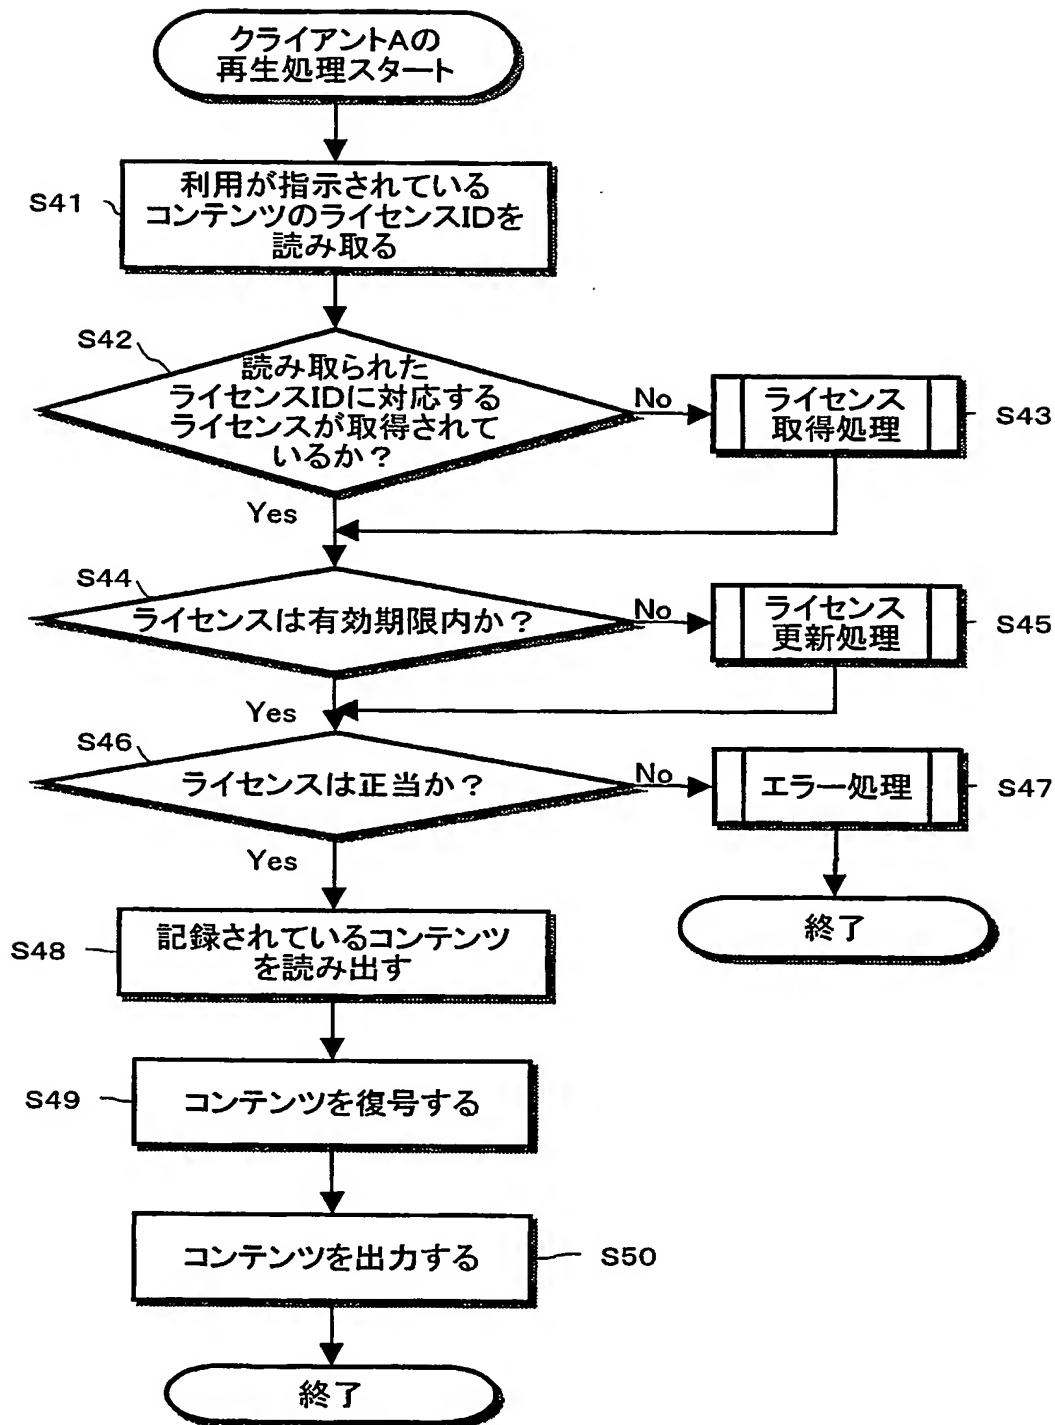 クライアントAの
再生処理スタート
S41
利用が指示されている
コンテンツのライセンスIDを
読み取る
S42
読み取られた
ライセンスIDに対応する
ライセンスが取得されて
いるか？
No
ライセンス
取得処理
S43
Yes
S44
ライセンスは有効期限内か？
No
ライセンス
更新処理
S45
Yes
S46
ライセンスは正当か？
No
エラー処理
S47
Yes
終了
S48
記録されているコンテンツ
を読み出す
S49
コンテンツを復号する
コンテンツを出力する
S50
終了